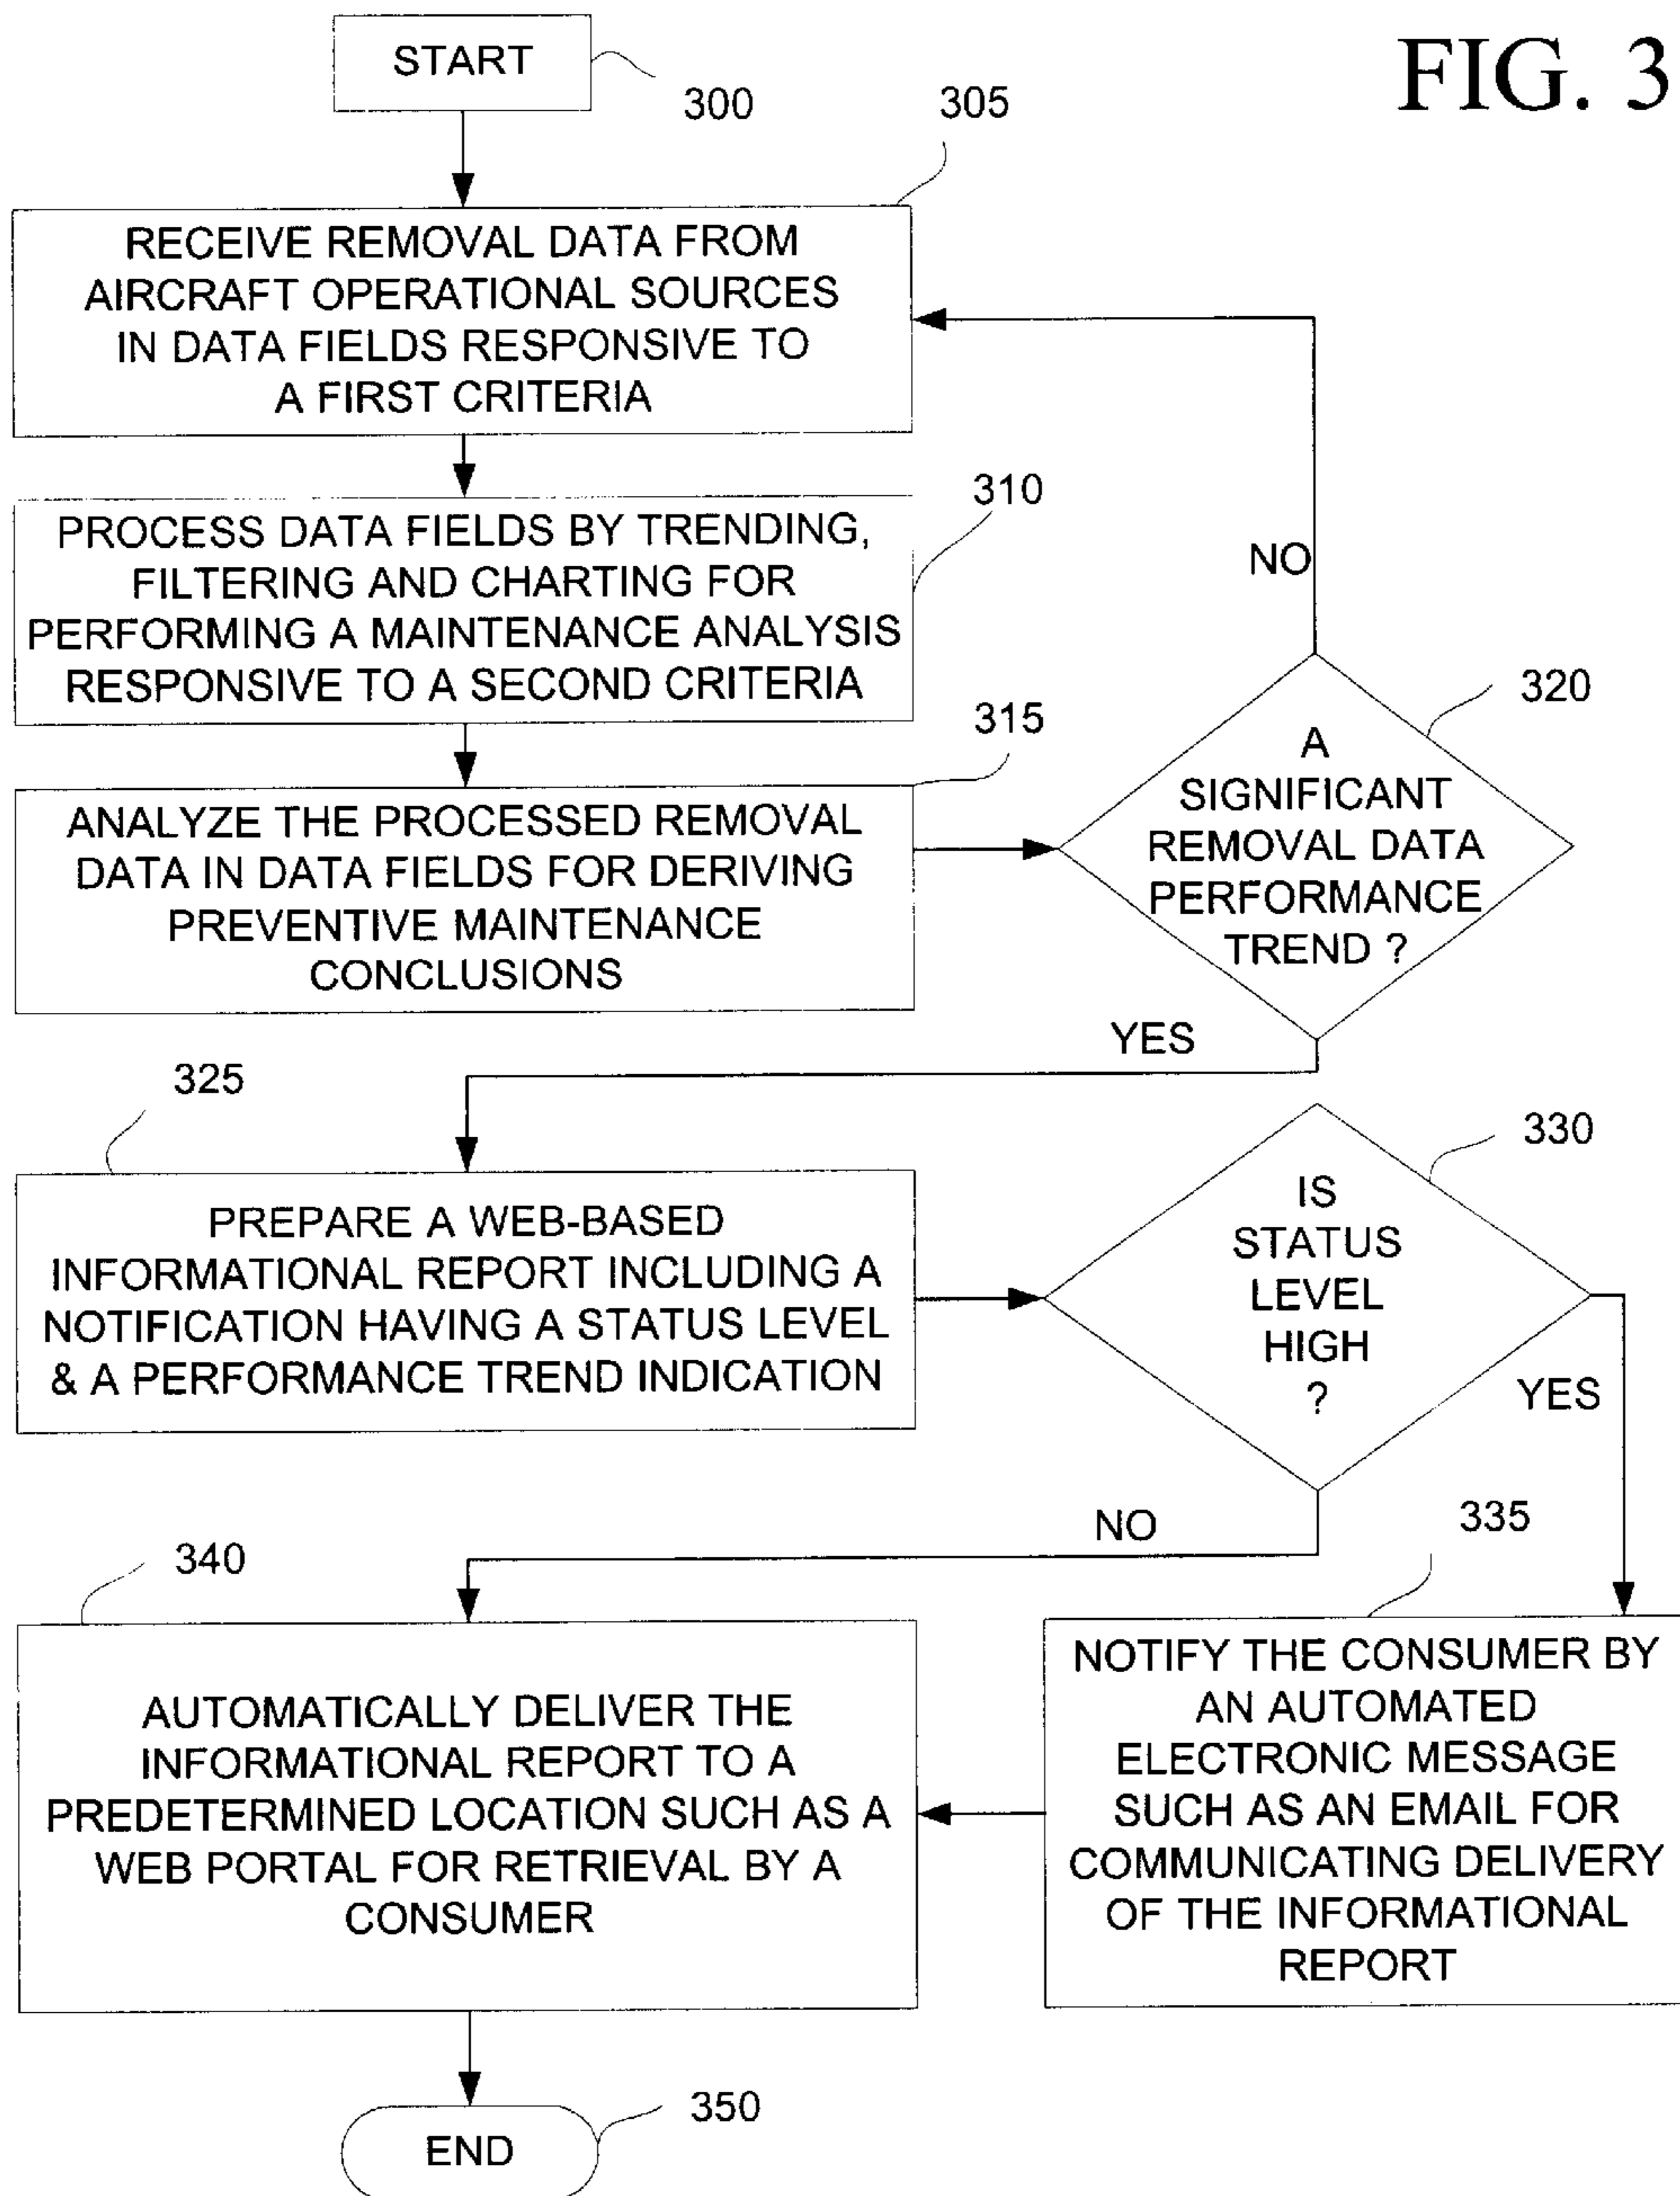 FIG. 3
START
300
305
RECEIVE REMOVAL DATA FROM
AIRCRAFT OPERATIONAL SOURCES
IN DATA FIELDS RESPONSIVE TO
A FIRST CRITERIA
310
PROCESS DATA FIELDS BY TRENDING,
FILTERING AND CHARTING FOR
PERFORMING A MAINTENANCE ANALYSIS
RESPONSIVE TO A SECOND CRITERIA
NO
315
ANALYZE THE PROCESSED REMOVAL
DATA IN DATA FIELDS FOR DERIVING
PREVENTIVE MAINTENANCE
CONCLUSIONS
320
A
SIGNIFICANT
REMOVAL DATA
PERFORMANCE
TREND ?
YES
325
PREPARE A WEB-BASED
INFORMATIONAL REPORT INCLUDING A
NOTIFICATION HAVING A STATUS LEVEL
& A PERFORMANCE TREND INDICATION
330
IS
STATUS
LEVEL
HIGH
?
YES
NO
335
NOTIFY THE CONSUMER BY
AN AUTOMATED
ELECTRONIC MESSAGE
SUCH AS AN EMAIL FOR
COMMUNICATING DELIVERY
OF THE INFORMATIONAL
REPORT
340
AUTOMATICALLY DELIVER THE
INFORMATIONAL REPORT TO A
PREDETERMINED LOCATION SUCH AS A
WEB PORTAL FOR RETRIEVAL BY A
CONSUMER
350
END